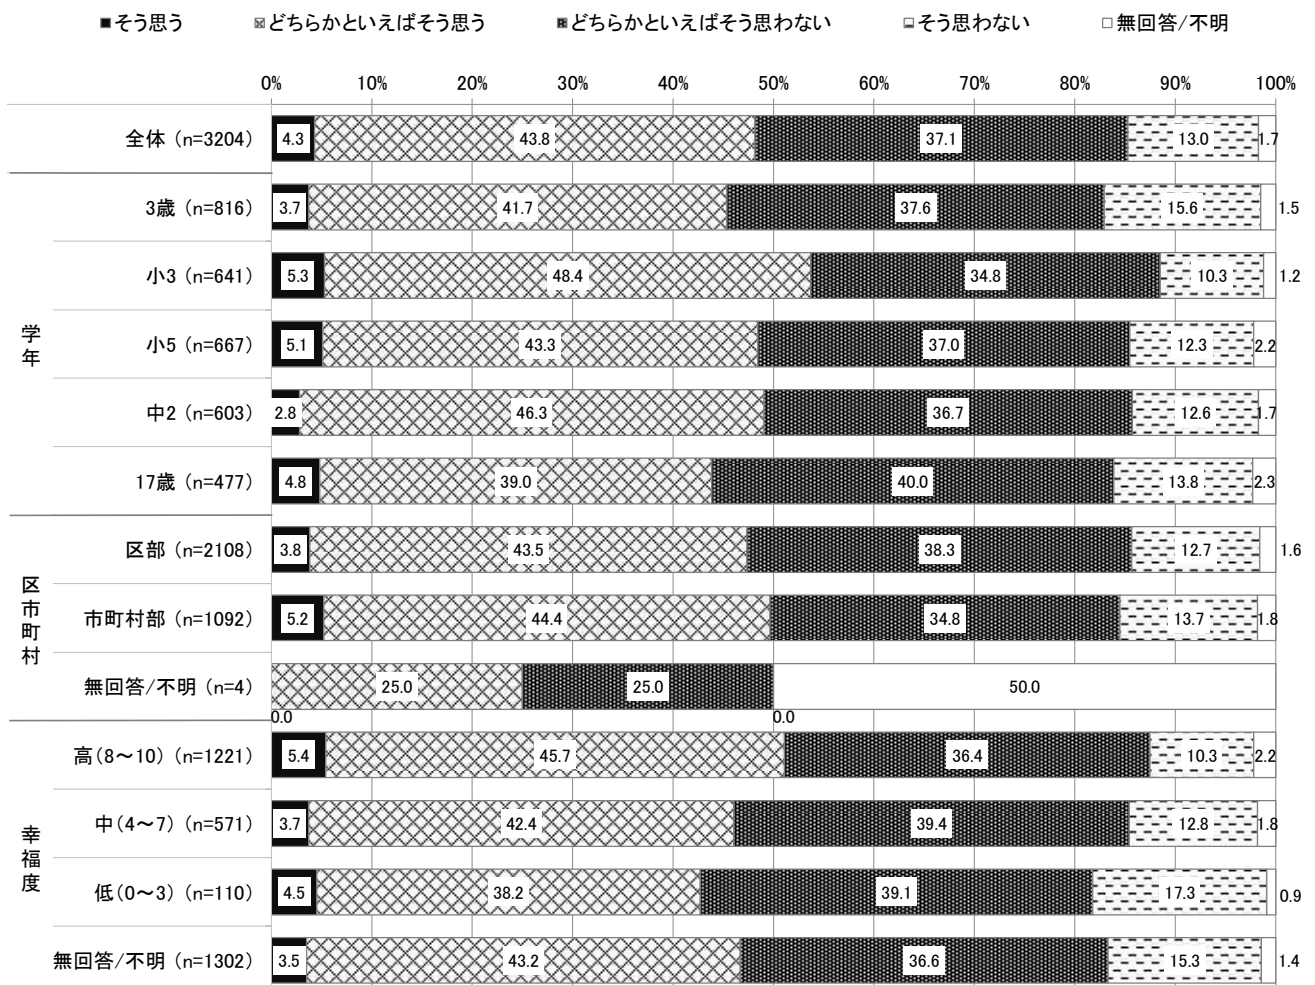 ■そう思う ▨どちらかといえばそう思う ■どちらかといえばそう思わない そう思わない □無回答/不明
0% 10% 20% 30% 40% 50% 60% 70% 80% 90% 100%
全体 (n=3204) 4.3 43.8 37.1 13.0 1.7
学年
3歳 (n=816) 3.7 41.7 37.6 15.6 1.5
小3 (n=641) 5.3 48.4 34.8 10.3 1.2
小5 (n=667) 5.1 43.3 37.0 12.3 2.2
中2 (n=603) 2.8 46.3 36.7 12.6 1.7
17歳 (n=477) 4.8 39.0 40.0 13.8 2.3
区市町村
区部 (n=2108) 3.8 43.5 38.3 12.7 1.6
市町村部 (n=1092) 5.2 44.4 34.8 13.7 1.8
無回答/不明 (n=4) 25.0 25.0 50.0
0.0 0.0
幸福度
高(8～10) (n=1221) 5.4 45.7 36.4 10.3 2.2
中(4～7) (n=571) 3.7 42.4 39.4 12.8 1.8
低(0～3) (n=110) 4.5 38.2 39.1 17.3 0.9
無回答/不明 (n=1302) 3.5 43.2 36.6 15.3 1.4